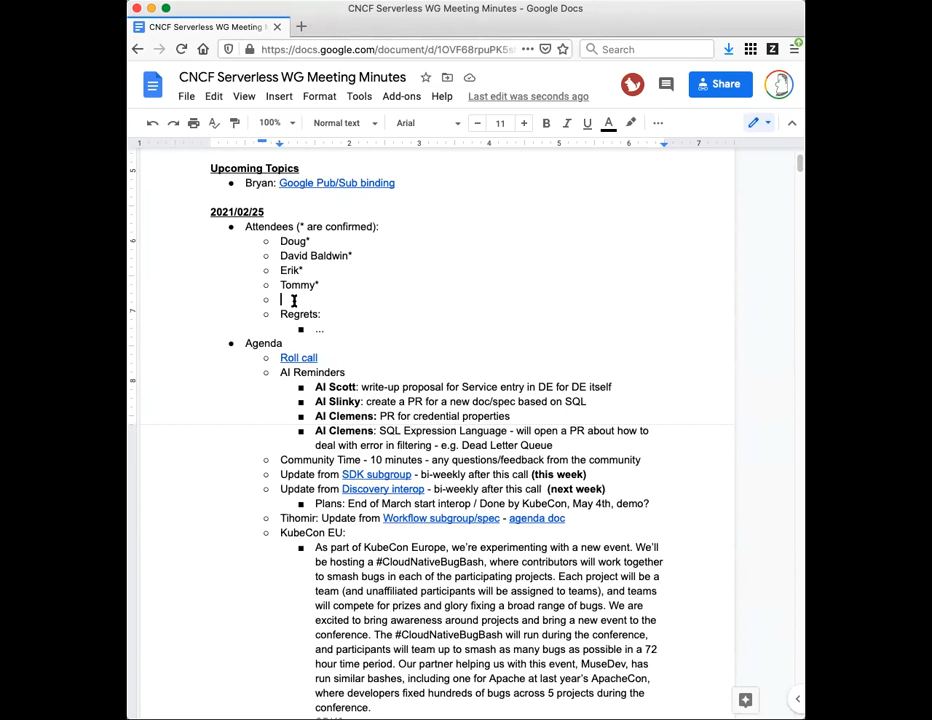 CNCF Serverless WG Meeting Minutes - Google Docs
CNCF Serverless WG Meeting
https://docs.google.com/document/d/1OVF68rpuPK5s
Search
CNCF Serverless WG Meeting Minutes
File Edit View Insert Format Tools Add-ons Help Last edit was seconds ago
Share
100% Normal text Arial 11 B I U A
1 1 2 3 4 5 6 7
Upcoming Topics
Bryan: Google Pub/Sub binding
2021/02/25
Attendees (* are confirmed):
Doug*
David Baldwin*
Erik*
Tommy*
Regrets:
...
Agenda
Roll call
AI Reminders
AI Scott: write-up proposal for Service entry in DE for DE itself
AI Slinky: create a PR for a new doc/spec based on SQL
AI Clemens: PR for credential properties
AI Clemens: SQL Expression Language - will open a PR about how to
deal with error in filtering - e.g. Dead Letter Queue
Community Time - 10 minutes - any questions/feedback from the community
Update from SDK subgroup - bi-weekly after this call (this week)
Update from Discovery interop - bi-weekly after this call (next week)
Plans: End of March start interop / Done by KubeCon, May 4th, demo?
Tihomir: Update from Workflow subgroup/spec - agenda doc
KubeCon EU:
As part of KubeCon Europe, we're experimenting with a new event. We'll
be hosting a #CloudNativeBugBash, where contributors will work together
to smash bugs in each of the participating projects. Each project will be a
team (and unaffiliated participants will be assigned to teams), and teams
will compete for prizes and glory fixing a broad range of bugs. We are
excited to bring awareness around projects and bring a new event to the
conference. The #CloudNativeBugBash will run during the conference,
and participants will team up to smash as many bugs as possible in a 72
hour time period. Our partner helping us with this event, MuseDev, has
run similar bashes, including one for Apache at last year's ApacheCon,
where developers fixed hundreds of bugs across 5 projects during the
conference.